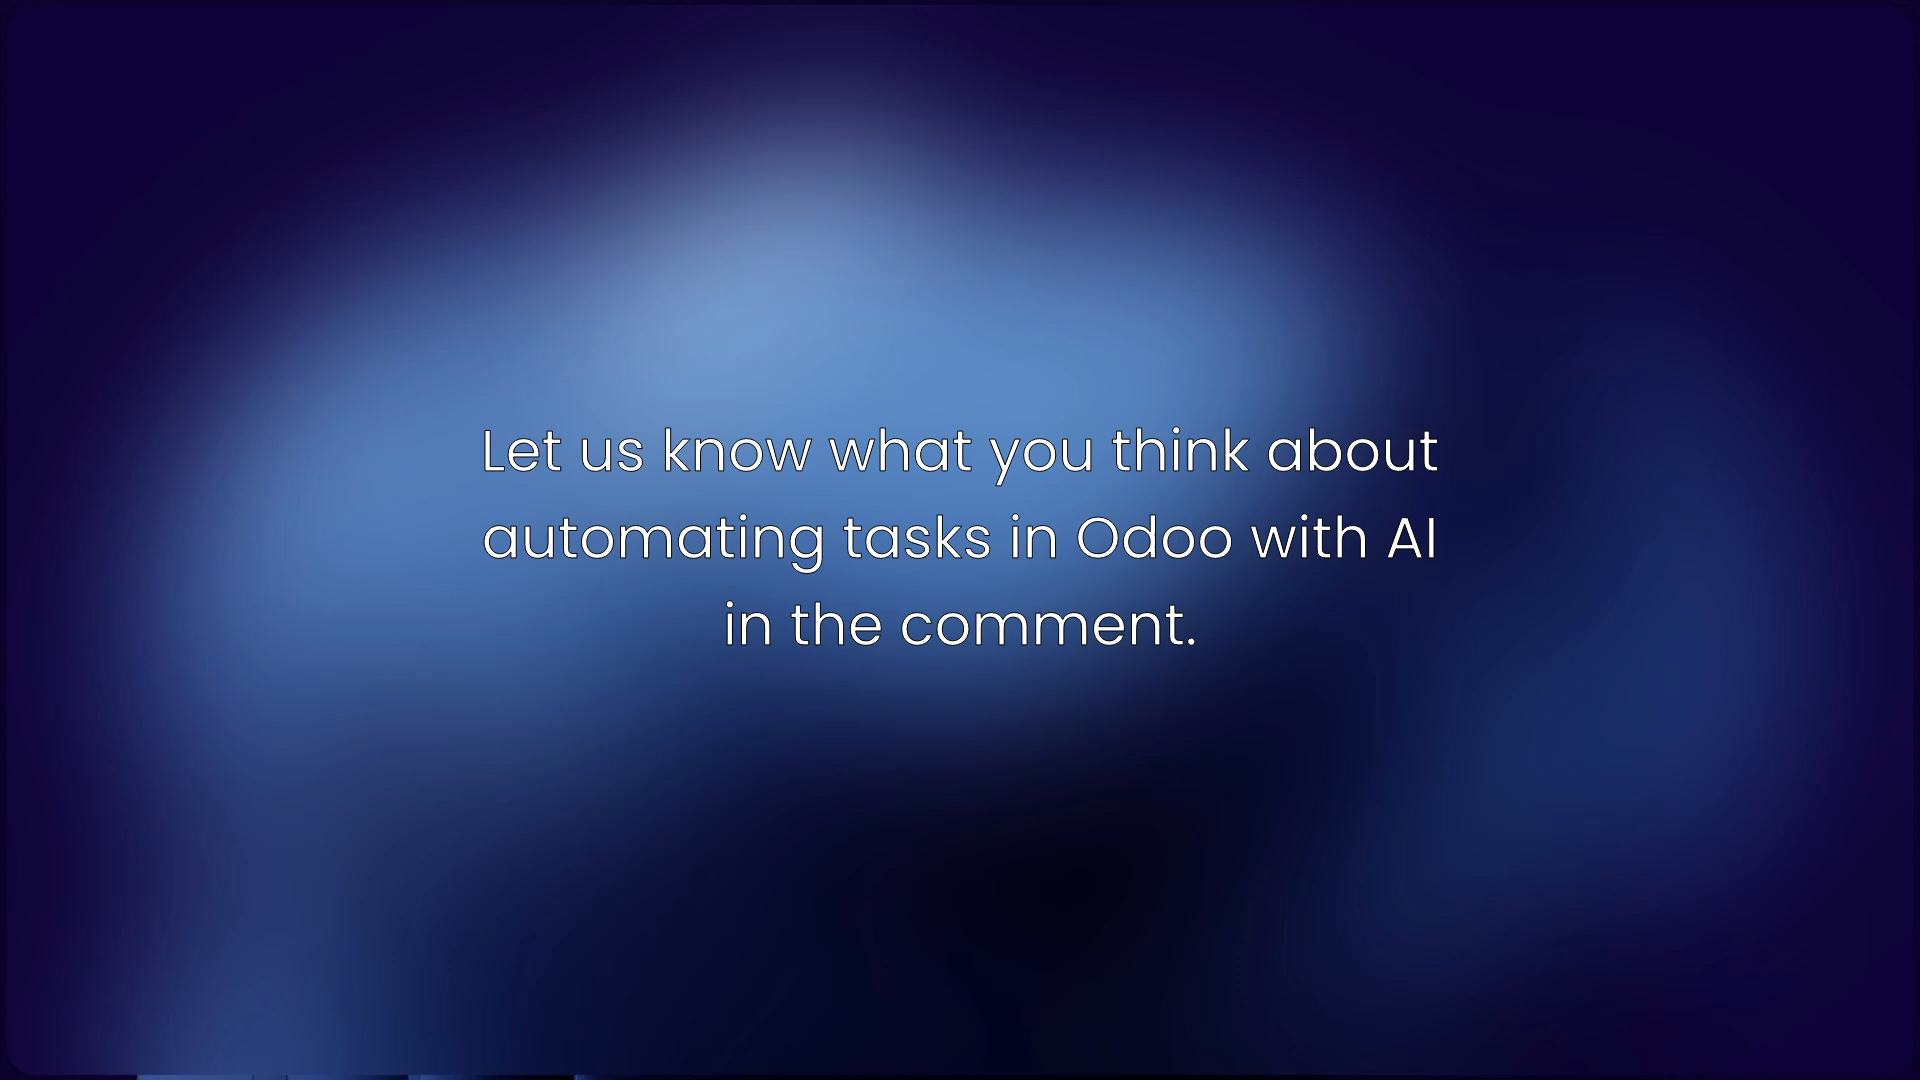 Let us know what you think about
automating tasks in Odoo with AI
in the comment.